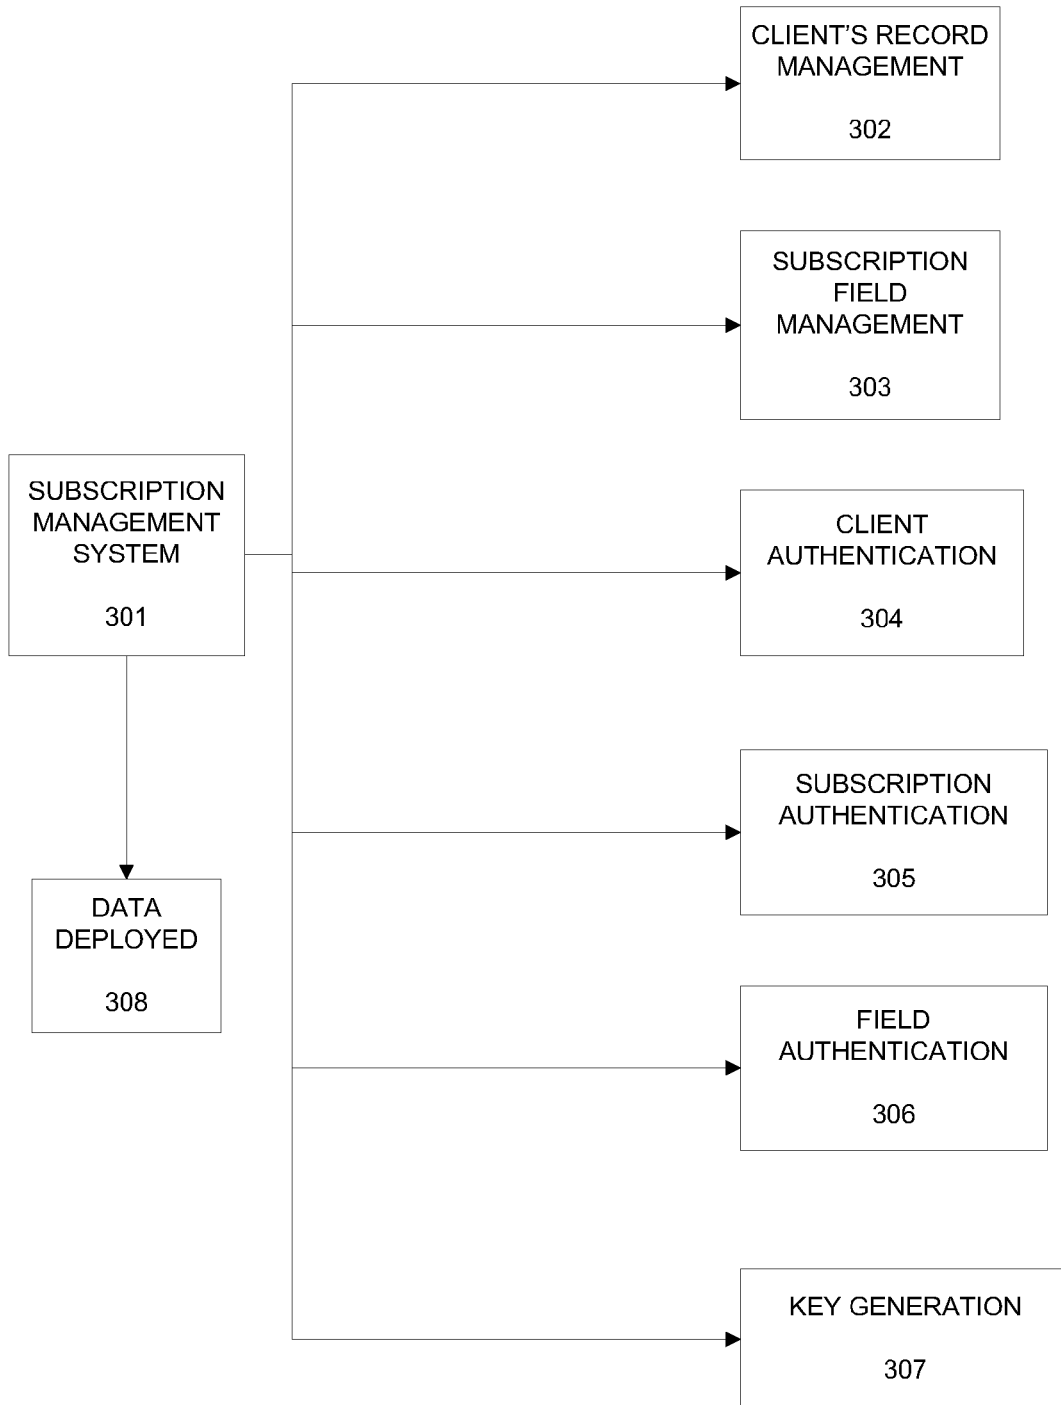 CLIENT'S RECORD
MANAGEMENT
302
SUBSCRIPTION
FIELD
MANAGEMENT
303
SUBSCRIPTION
MANAGEMENT
SYSTEM
301
CLIENT
AUTHENTICATION
304
SUBSCRIPTION
AUTHENTICATION
305
DATA
DEPLOYED
308
FIELD
AUTHENTICATION
306
KEY GENERATION
307